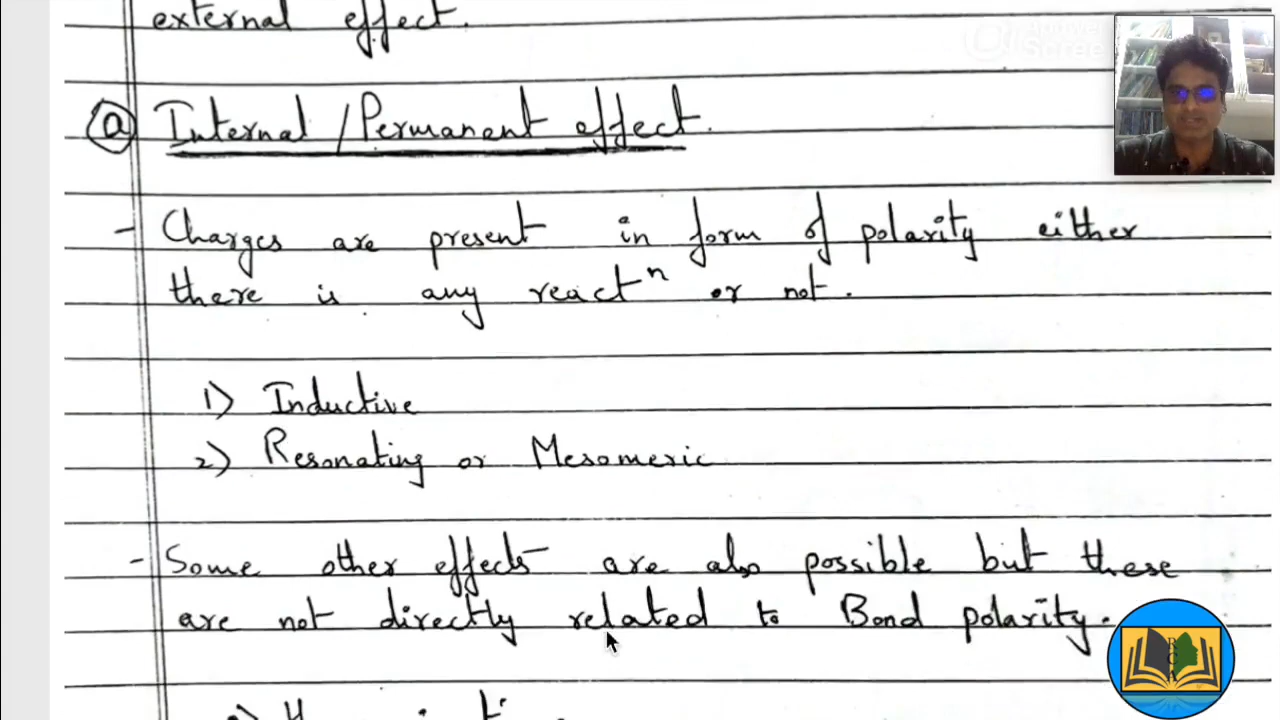 external effect.
a Internal / Permanent effect.
- Charges are present in form of polarity either
there is any reactⁿ or not.
1) Inductive
2) Resonating or Mesomeric
- Some other effects are also possible but these
are not directly related to Bond polarity.